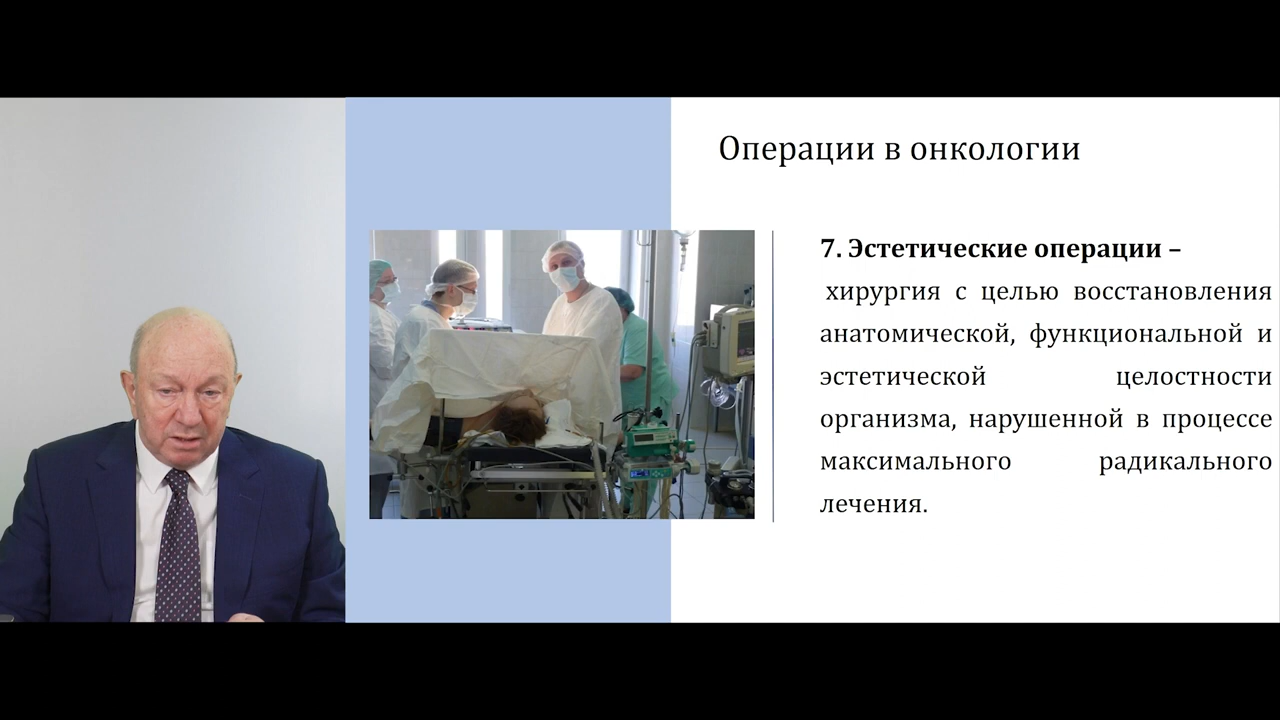 Операции в онкологии
7. Эстетические операции –
хирургия с целью восстановления
анатомической, функциональной и
эстетической целостности
организма, нарушенной в процессе
максимального радикального
лечения.